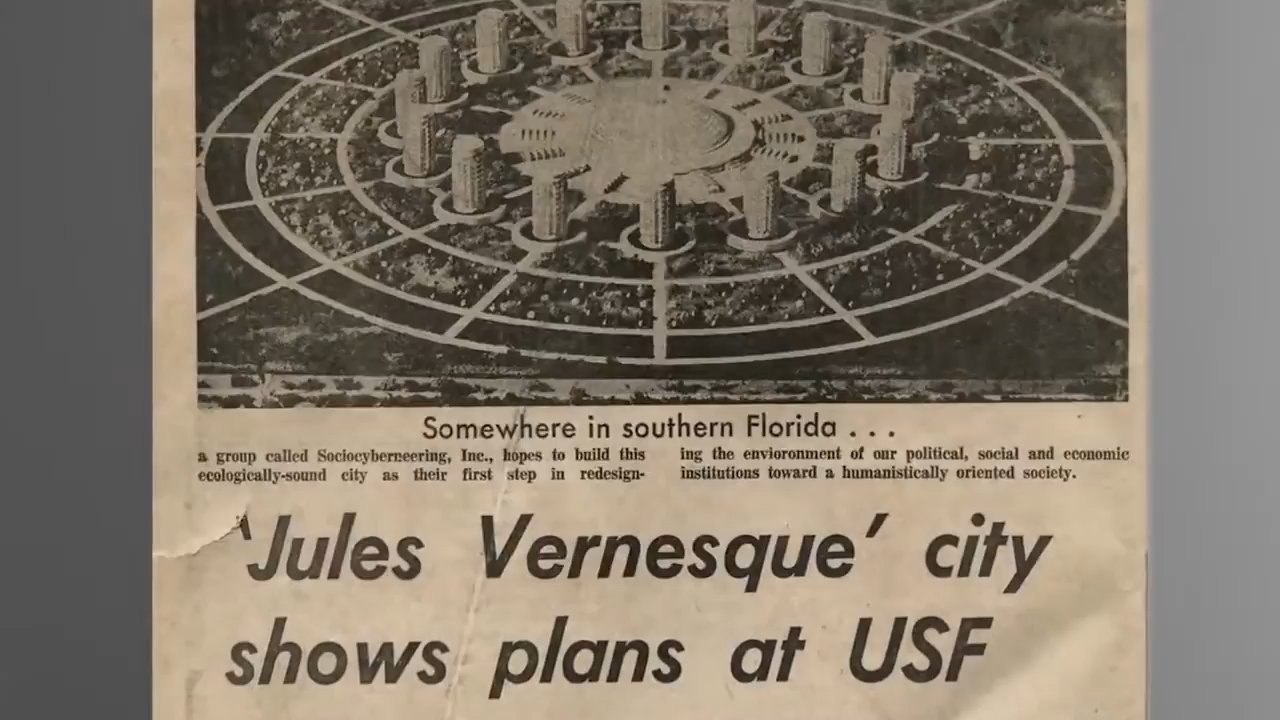 Somewhere in southern Florida . . .
a group called Sociocyberneering, Inc., hopes to build this
ecologically-sound city as their first step in redesign-
ing the envioronment of our political, social and economic
institutions toward a humanistically oriented society.
'Jules Vernesque' city
shows plans at USF